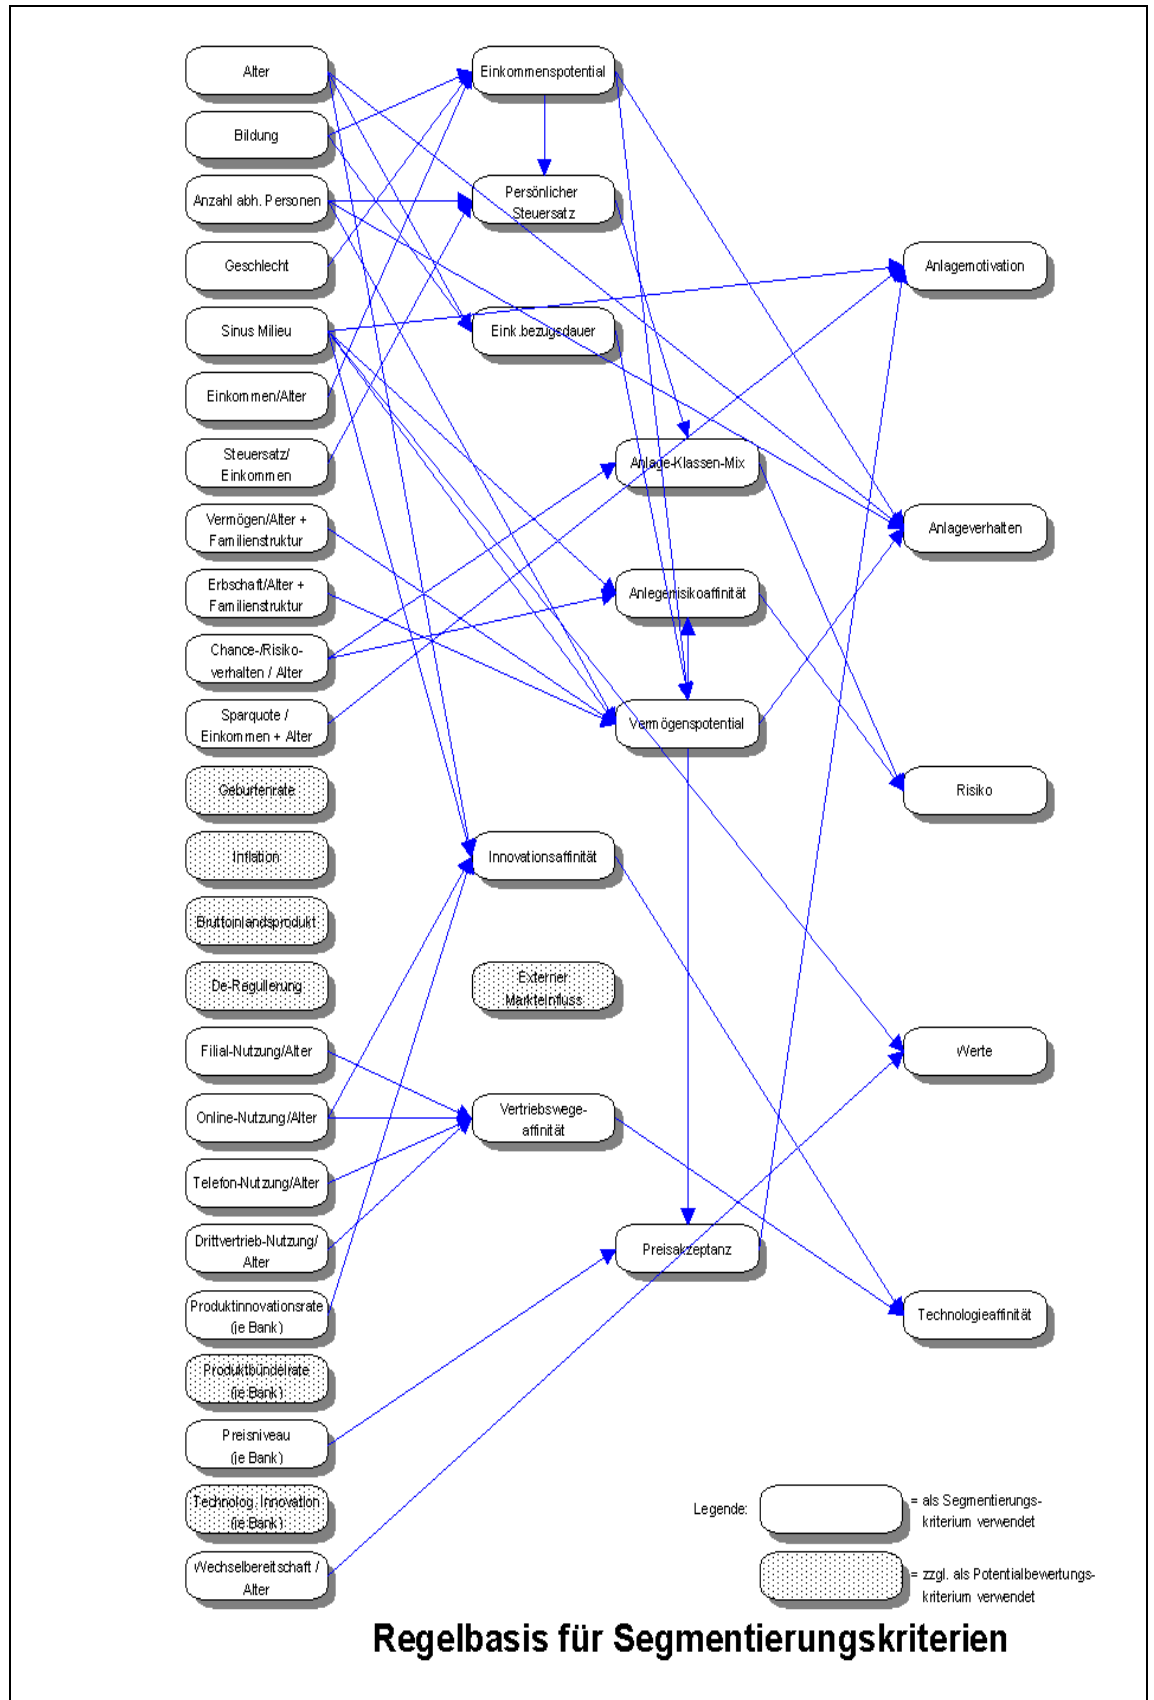 Alter
Bildung
Anzahl abh. Personen
Geschlecht
Sinus Milieu
Einkommen/Alter
Steuersatz/
Einkommen
Vermögen/Alter +
Familienstruktur
Erbschaft/Alter +
Familienstruktur
Chance-/Risiko-
verhalten / Alter
Sparquote /
Einkommen + Alter
Geburtenrate
Inflation
Bruttoinlandsprodukt
De-Regulierung
Filial-Nutzung/Alter
Online-Nutzung/Alter
Telefon-Nutzung/Alter
Drittvertrieb-Nutzung/
Alter
Produktinnovationsrate
(je Bank)
Produktbündelrate
(je Bank)
Preisniveau
(je Bank)
Technolog. Innovation
(je Bank)
Wechselbereitschaft /
Alter
Einkommenspotential
Persönlicher
Steuersatz
Eink.bezugsdauer
Anlage-Klassen-Mix
Anlegerrisikoaffinität
Vermögenspotential
Innovationsaffinität
Externer
Markteinfluss
Vertriebswege-
affinität
Preisakzeptanz
Anlagemotivation
Anlageverhalten
Risiko
Werte
Technologieaffinität
Legende:
= als Segmentierungs-
kriterium verwendet
= zzgl. als Potentialbewertungs-
kriterium verwendet
Regelbasis für Segmentierungskriterien